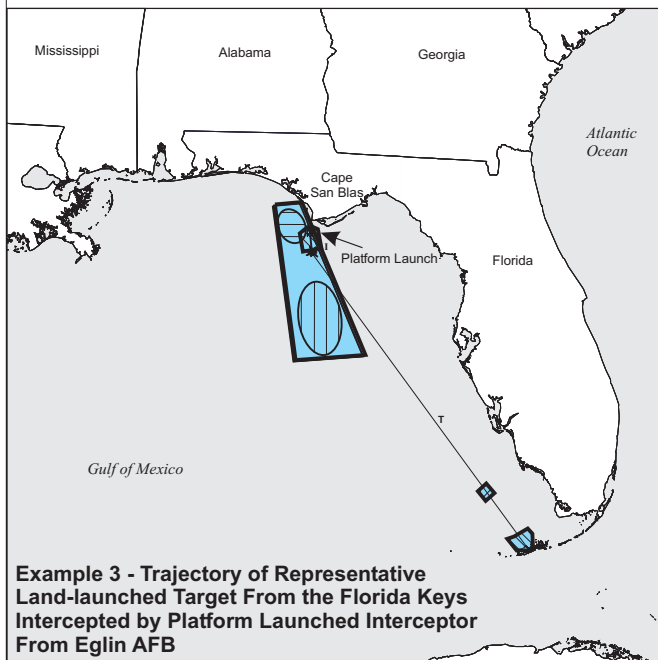 Mississippi
Alabama
Georgia
Atlantic
Ocean
Cape
San Blas
I
Platform Launch
Florida
T
Gulf of Mexico
Example 3 - Trajectory of Representative
Land-launched Target From the Florida Keys
Intercepted by Platform Launched Interceptor
From Eglin AFB